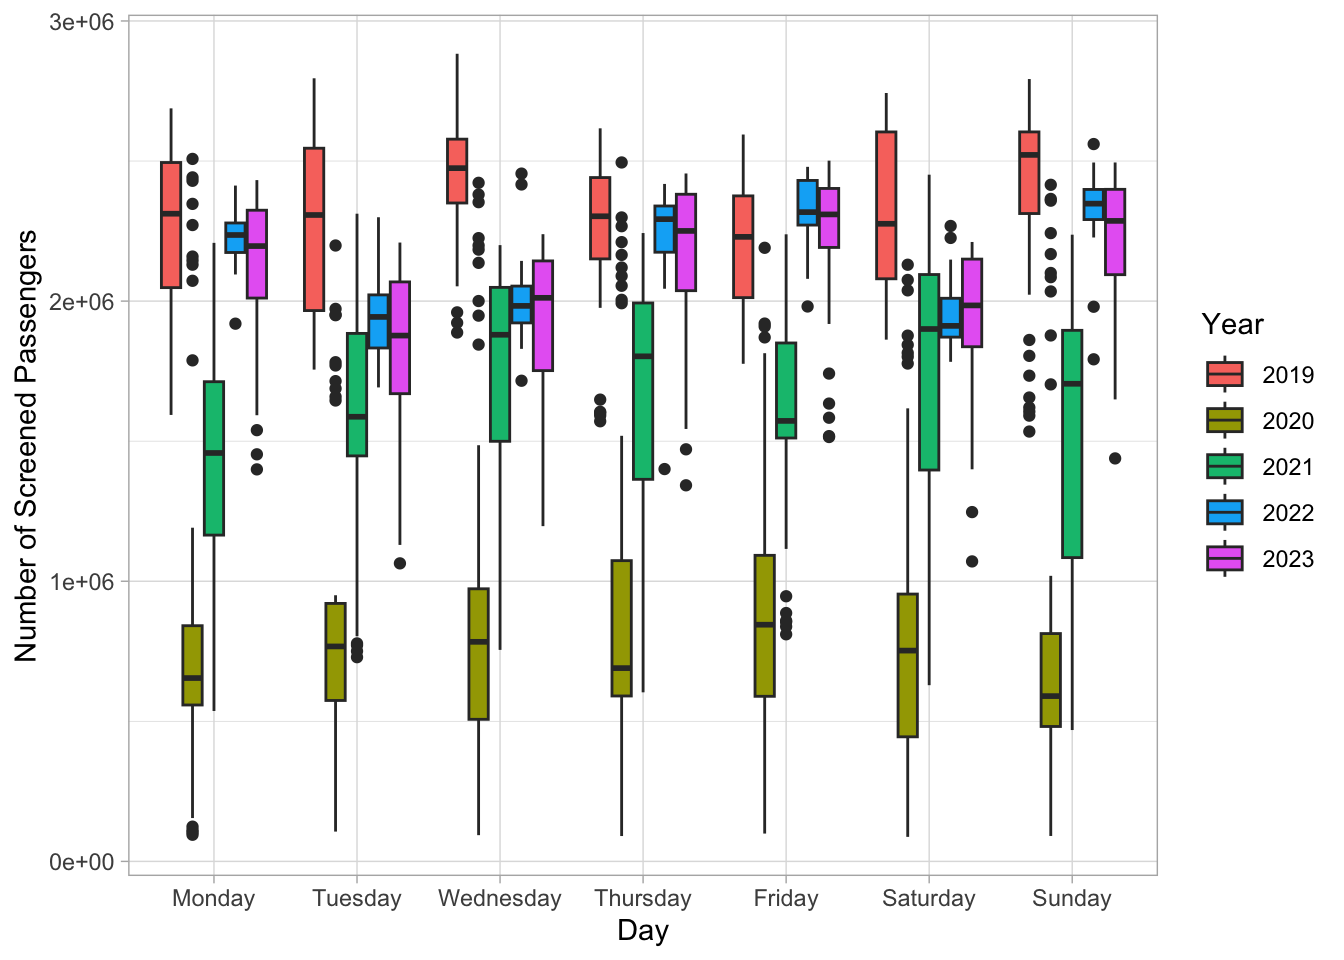 Number of Screened Passengers
3e+06
2e+06
1e+06
0e+00
Monday Tuesday Wednesday Thursday Friday Saturday Sunday
Day
Year
2019
2020
2021
2022
2023